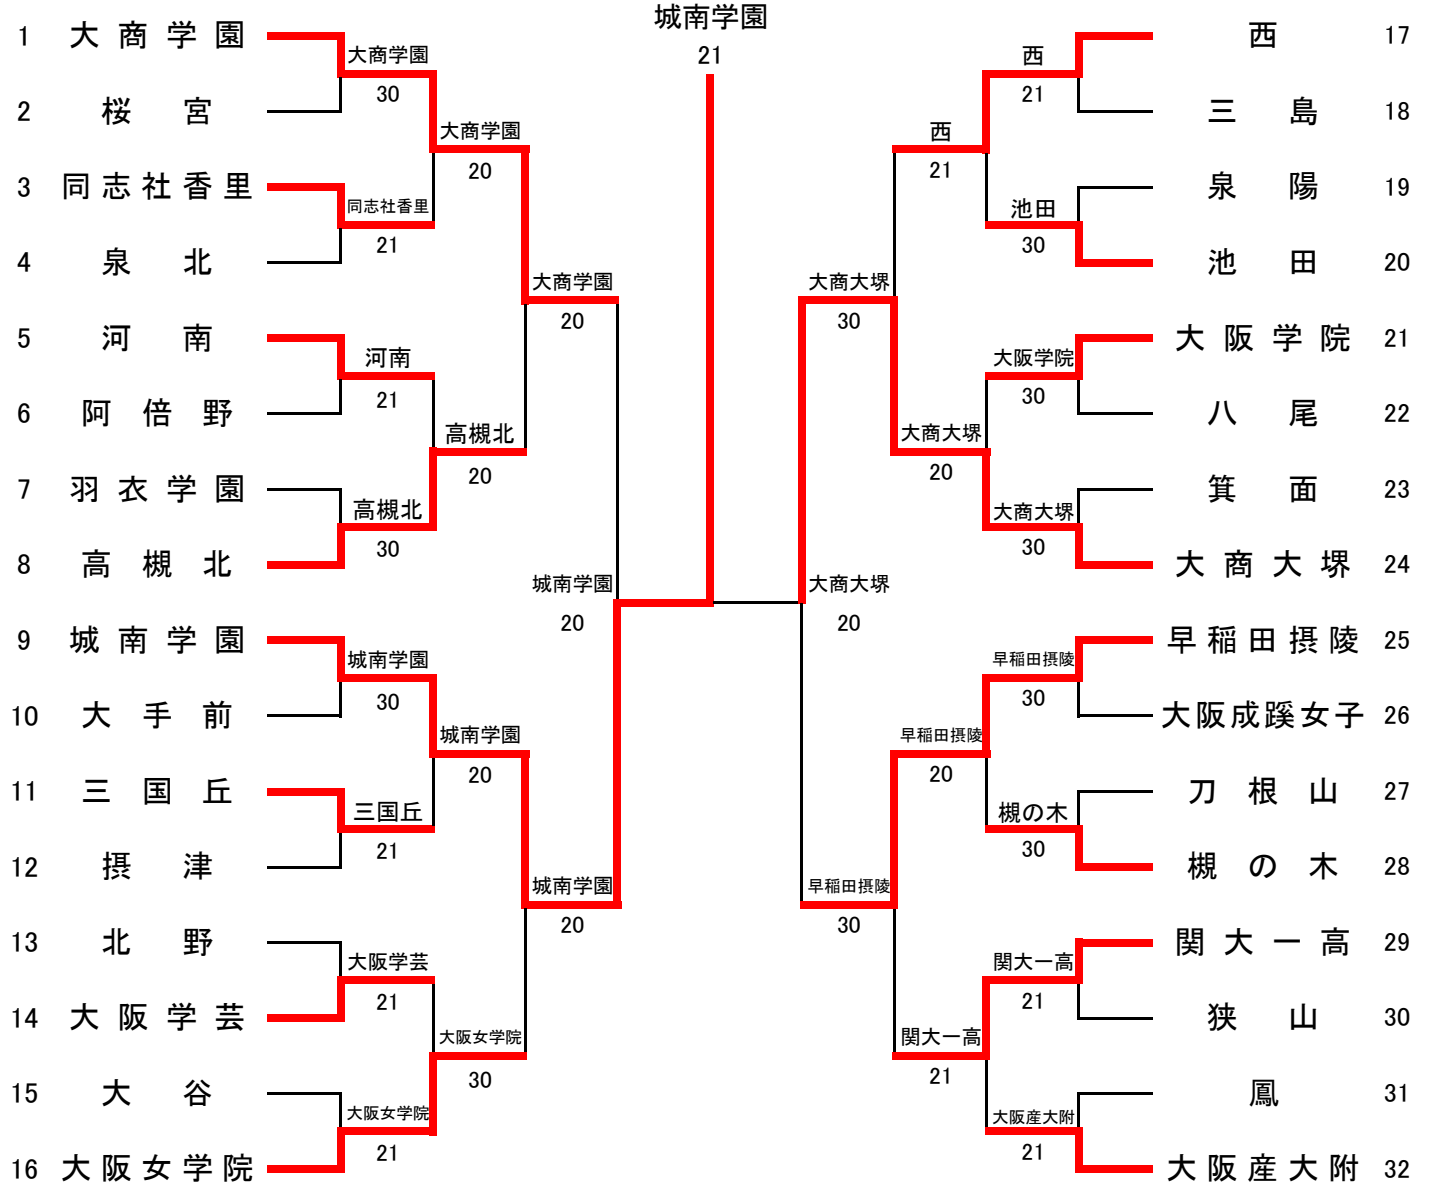 城南学園
21
1 大商学園
2 桜宮
3 同志社香里
4 泉北
5 河南
6 阿倍野
7 羽衣学園
8 高槻北
9 城南学園
10 大手前
11 三国丘
12 摂津
13 北野
14 大阪学芸
15 大谷
16 大阪女学院
大商学園
30
同志社香里
21
河南
21
高槻北
30
城南学園
30
三国丘
21
大阪学芸
21
大阪女学院
21
大商学園
20
高槻北
20
城南学園
20
大阪女学院
30
大商学園
20
城南学園
20
城南学園
20
大商大堺
20
大商大堺
30
早稲田摂陵
30
西
21
大商大堺
20
早稲田摂陵
20
関大一高
21
西
21
池田
30
大阪学院
30
大商大堺
30
早稲田摂陵
30
槻の木
30
関大一高
21
大阪産大附
21
西 17
三島 18
泉陽 19
池田 20
大阪学院 21
八尾 22
箕面 23
大商大堺 24
早稲田摂陵 25
大阪成蹊女子 26
刀根山 27
槻の木 28
関大一高 29
狭山 30
鳳 31
大阪産大附 32